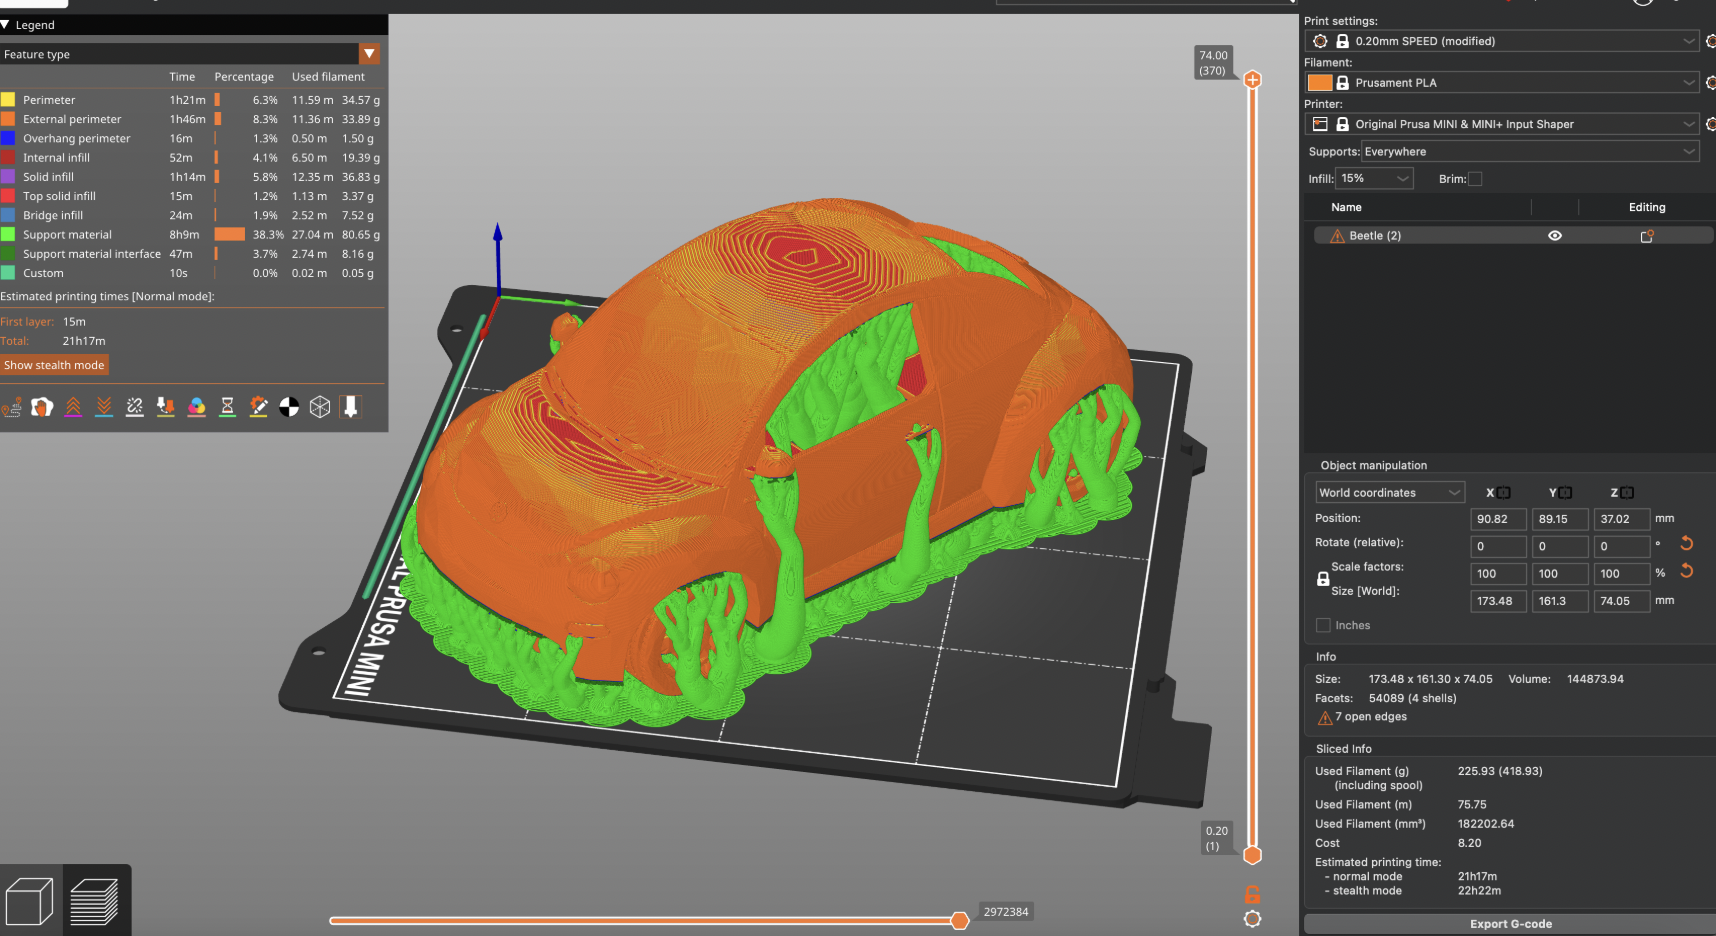 Legend
Feature type
Time Percentage Used filament
Perimeter 1h21m 6.3% 11.59 m 34.57 g
External perimeter 1h46m 8.3% 11.36 m 33.89 g
Overhang perimeter 16m 1.3% 0.50 m 1.50 g
Internal infill 52m 4.1% 6.50 m 19.39 g
Solid infill 1h14m 5.8% 12.35 m 36.83 g
Top solid infill 15m 1.2% 1.13 m 3.37 g
Bridge infill 24m 1.9% 2.52 m 7.52 g
Support material 8h9m 38.3% 27.04 m 80.65 g
Support material interface 47m 3.7% 2.74 m 8.16 g
Custom 10s 0.0% 0.02 m 0.05 g
Estimated printing times [Normal mode]:
First layer: 15m
Total: 21h17m
Show stealth mode
74.00
(370)
AL PRUSA MINI
0.20
(1)
2972384
Print settings:
0.20mm SPEED (modified)
Filament:
Prusament PLA
Printer:
Original Prusa MINI & MINI+ Input Shaper
Supports: Everywhere
Infill: 15% Brim:
Name Editing
Beetle (2)
Object manipulation
World coordinates X Y Z
Position: 90.82 89.15 37.02 mm
Rotate (relative): 0 0 0 °
Scale factors: 100 100 100 %
Size [World]: 173.48 161.3 74.05 mm
Inches
Info
Size: 173.48 x 161.30 x 74.05 Volume: 144873.94
Facets: 54089 (4 shells)
7 open edges
Sliced Info
Used Filament (g) 225.93 (418.93)
(including spool)
Used Filament (m) 75.75
Used Filament (mm³) 182202.64
Cost 8.20
Estimated printing time:
- normal mode 21h17m
- stealth mode 22h22m
Export G-code